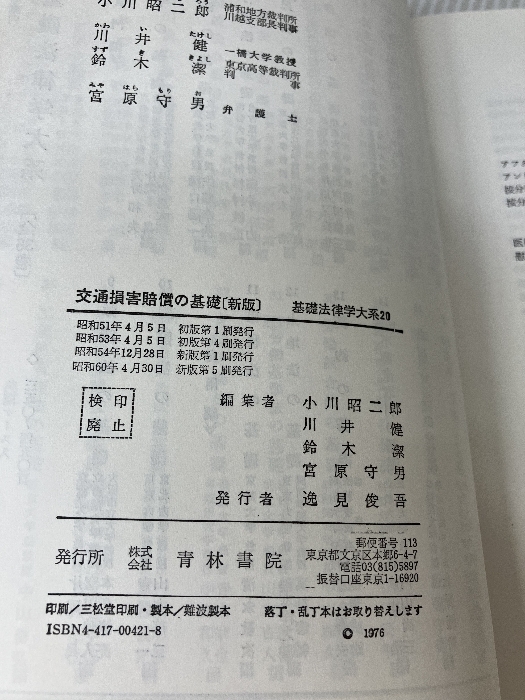 小川昭二郎 浦和地方裁判所
川越支部長判事
川井健 一橋大学教授
鈴木潔 東京高等裁判所
判事
宮原守男 弁護士
交通損害賠償の基礎〔新版〕 基礎法律学大系20
昭和51年4月5日 初版第1刷発行
昭和53年4月5日 初版第4刷発行
昭和54年12月28日 新版第1刷発行
昭和60年4月30日 新版第5刷発行
検印
廃止
編集者 小川昭二郎
川井健
鈴木潔
宮原守男
発行者 逸見俊吾
発行所 株式会社 青林書院
郵便番号 113
東京都文京区本郷6-4-7
電話03(815)5897
振替口座東京1-16920
印刷/三松堂印刷・製本/難波製本 落丁・乱丁本はお取り替えします
ISBN4-417-00421-8 © 1976